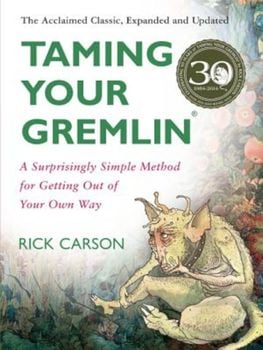 The Acclaimed Classic, Expanded and Updated
TAMING
YOUR
GREMLIN®
30
A Surprisingly Simple Method
for Getting Out of
Your Own Way
RICK CARSON